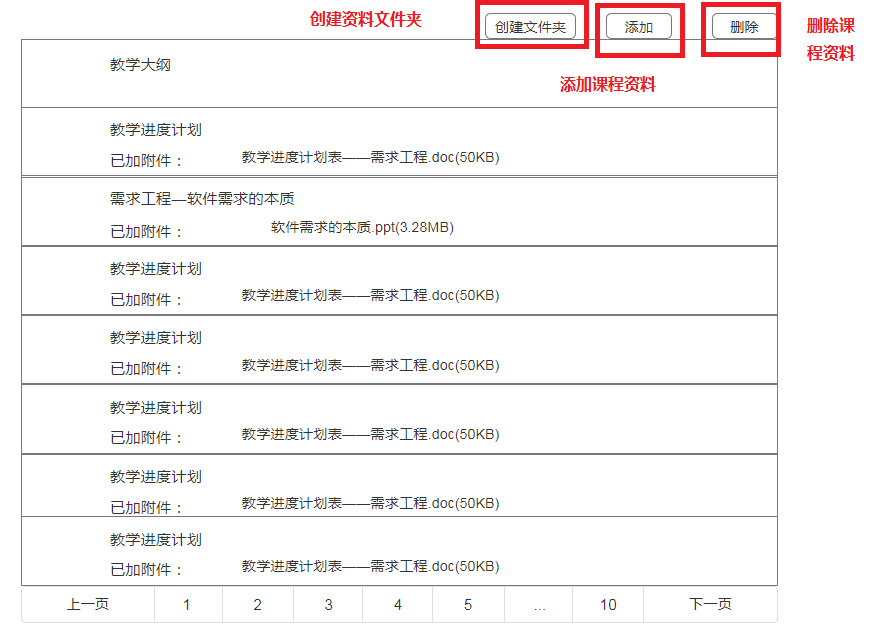 创建资料文件夹
创建文件夹
添加
删除
删除课
程资料
教学大纲
添加课程资料
教学进度计划
已加附件：
教学进度计划表——需求工程.doc(50KB)
需求工程—软件需求的本质
已加附件：
软件需求的本质.ppt(3.28MB)
教学进度计划
已加附件：
教学进度计划表——需求工程.doc(50KB)
教学进度计划
已加附件：
教学进度计划表——需求工程.doc(50KB)
教学进度计划
已加附件：
教学进度计划表——需求工程.doc(50KB)
教学进度计划
已加附件：
教学进度计划表——需求工程.doc(50KB)
教学进度计划
已加附件：
教学进度计划表——需求工程.doc(50KB)
上一页
1
2
3
4
5
...
10
下一页